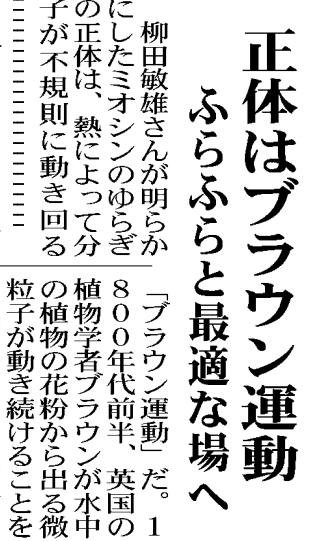 正体はブラウン運動
ふらふらと最適な場へ
柳田敏雄さんが明らか
にしたミオシンのゆらぎ
の正体は、熱によって分
子が不規則に動き回る
「ブラウン運動」だ。1
800年代前半、英国の
植物学者ブラウンが水中
の植物の花粉から出る微
粒子が動き続けることを